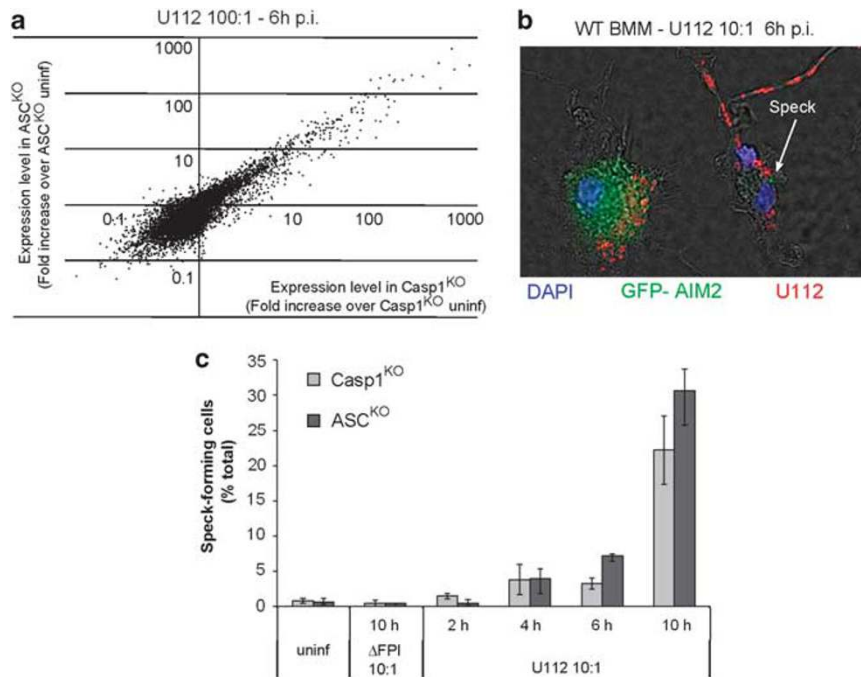 a
U112 100:1 - 6h p.i.
1000
100
10
0.1
10
100
1000
0.1
Expression level in ASC^KO
(Fold increase over ASC^KO uninf)
Expression level in Casp1^KO
(Fold increase over Casp1^KO uninf)
b
WT BMM - U112 10:1 6h p.i.
Speck
DAPI GFP- AIM2 U112
c
Casp1^KO
ASC^KO
Speck-forming cells
(% total)
35
30
25
20
15
10
5
0
10 h 2 h 4 h 6 h 10 h
uninf ΔFPI U112 10:1
10:1